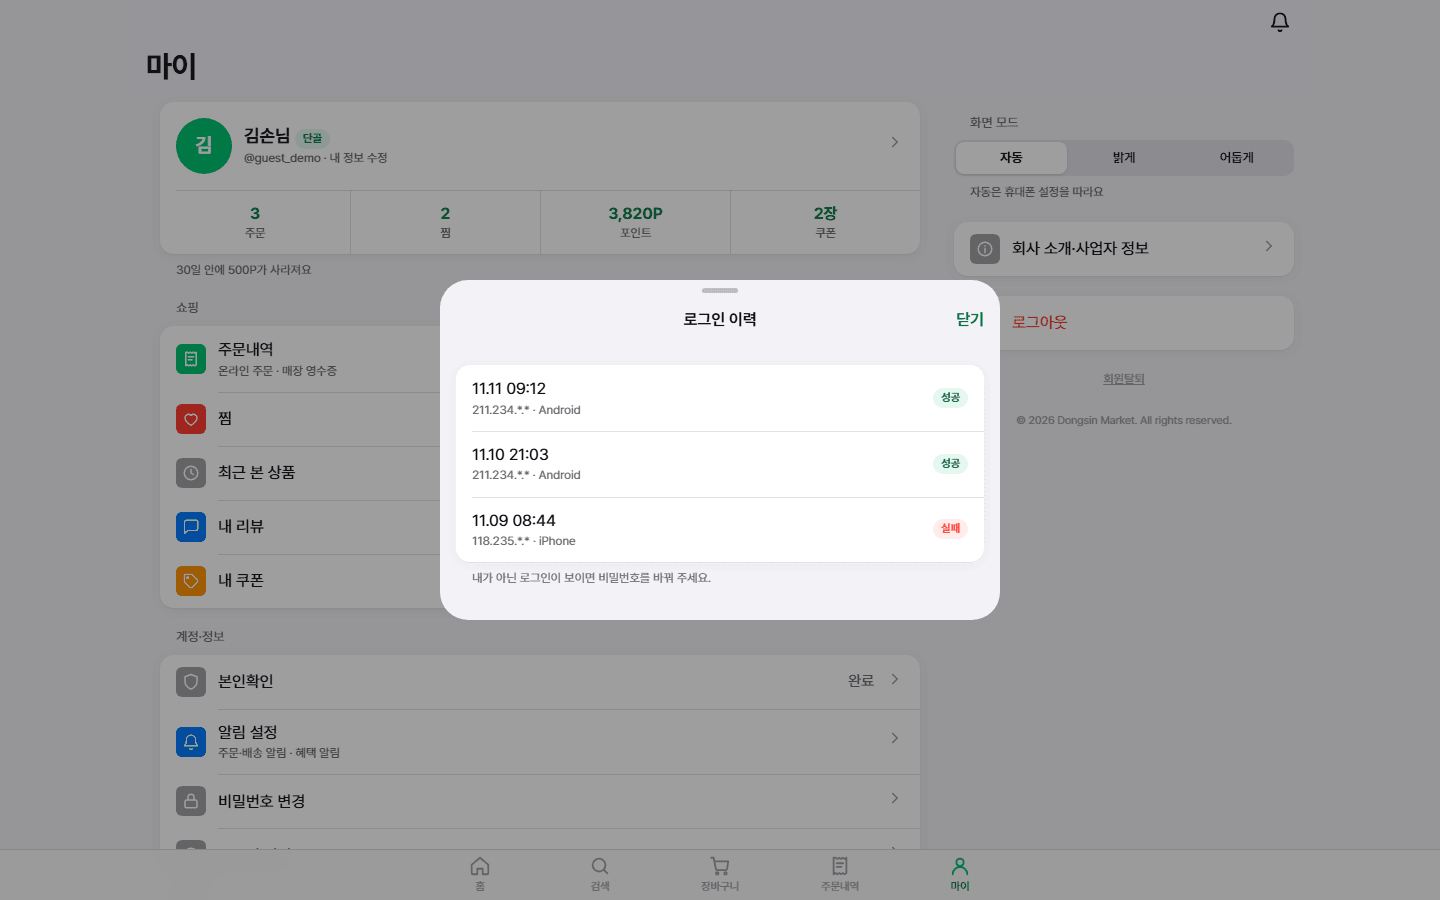 마이
김
김손님 단골
@guest_demo · 내 정보 수정
3
주문
2
찜
3,820P
포인트
2장
쿠폰
30일 안에 500P가 사라져요
쇼핑
주문내역
온라인 주문 · 매장 영수증
찜
최근 본 상품
내 리뷰
내 쿠폰
계정·정보
본인확인
완료
알림 설정
주문·배송 알림 · 혜택 알림
비밀번호 변경
화면 모드
자동
밝게
어둡게
자동은 휴대폰 설정을 따라요
회사 소개·사업자 정보
로그아웃
회원탈퇴
© 2026 Dongsin Market. All rights reserved.
로그인 이력
닫기
11.11 09:12
211.234.*.* · Android
성공
11.10 21:03
211.234.*.* · Android
성공
11.09 08:44
118.235.*.* · iPhone
실패
내가 아닌 로그인이 보이면 비밀번호를 바꿔 주세요.
홈
검색
장바구니
주문내역
마이